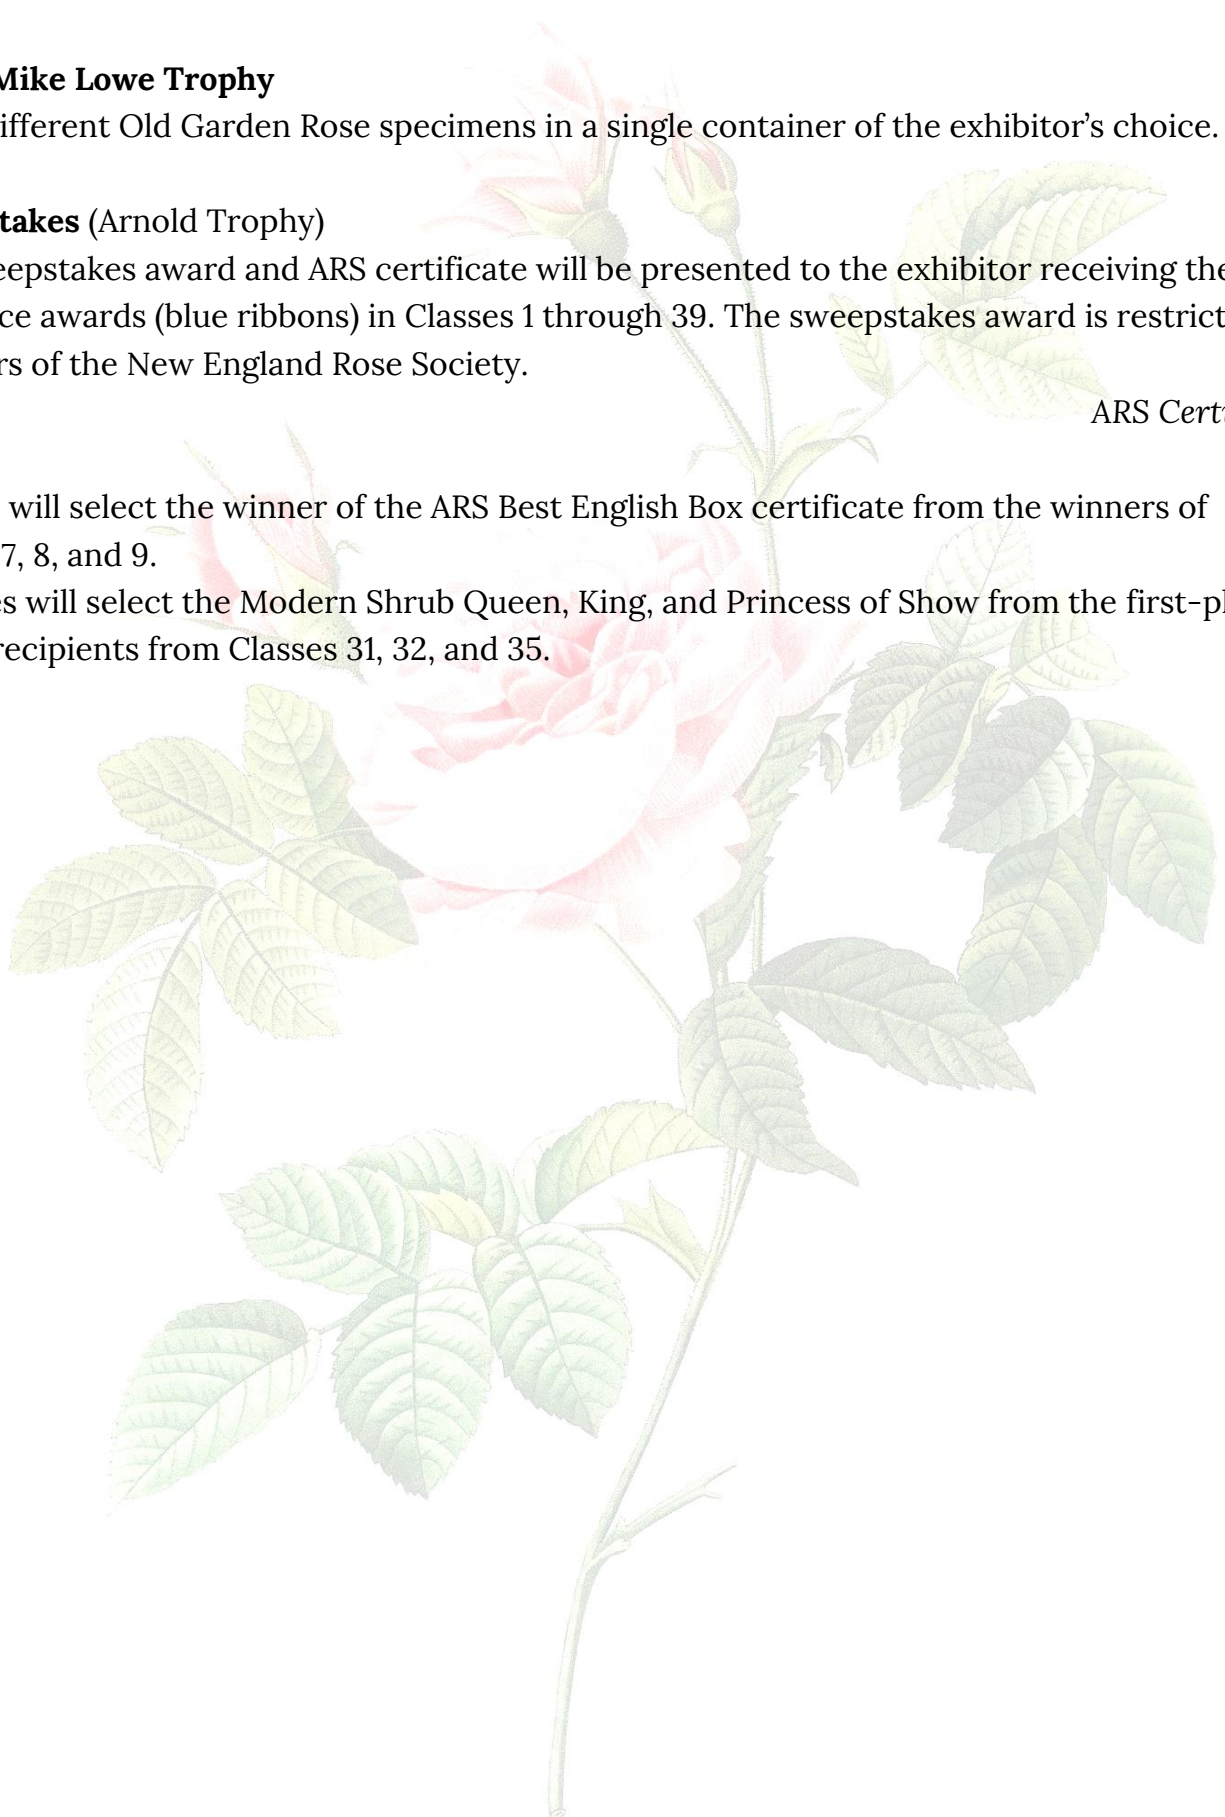 Mike Lowe Trophy
ifferent Old Garden Rose specimens in a single container of the exhibitor’s choice.
takes (Arnold Trophy)
eepstakes award and ARS certificate will be presented to the exhibitor receiving the
ce awards (blue ribbons) in Classes 1 through 39. The sweepstakes award is restrict
rs of the New England Rose Society.
ARS Cert
will select the winner of the ARS Best English Box certificate from the winners of
7, 8, and 9.
es will select the Modern Shrub Queen, King, and Princess of Show from the first-pl
recipients from Classes 31, 32, and 35.